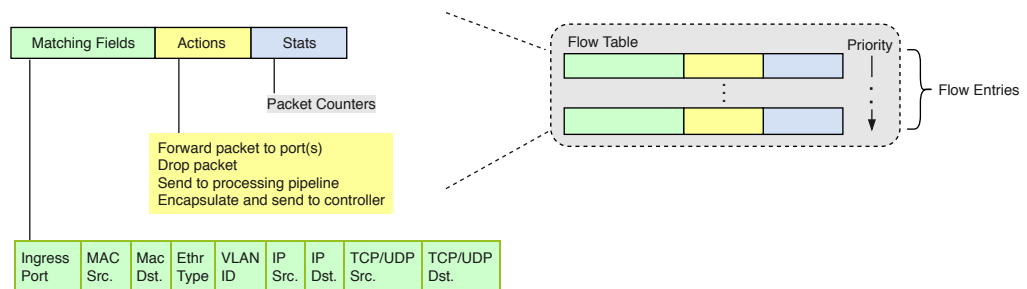 Matching Fields
Actions
Stats
Packet Counters
Forward packet to port(s)
Drop packet
Send to processing pipeline
Encapsulate and send to controller
Ingress
Port
MAC
Src.
Mac
Dst.
Ethr
Type
VLAN
ID
IP
Src.
IP
Dst.
TCP/UDP
Src.
TCP/UDP
Dst.
Flow Table
Priority
Flow Entries